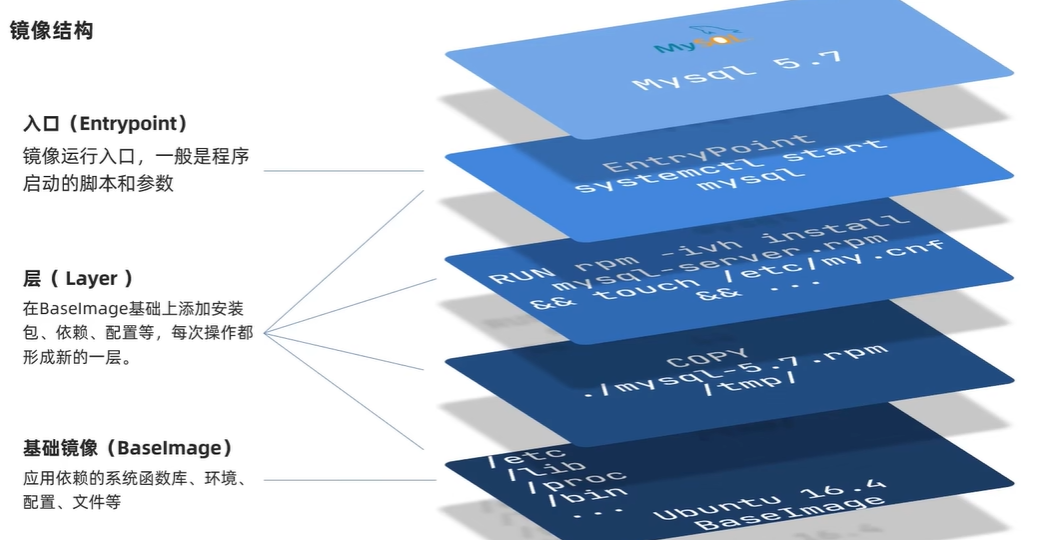 镜像结构
入口（Entrypoint）
镜像运行入口，一般是程序
启动的脚本和参数
层（ Layer ）
在BaseImage基础上添加安装
包、依赖、配置等，每次操作都
形成新的一层。
基础镜像（BaseImage）
应用依赖的系统函数库、环境、
配置、文件等
MySQL
Mysql 5.7
EntryPoint
systemctl start
mysql
RUN rpm -ivh install
mysql-server.rpm
&& touch /etc/my.cnf
&& ...
COPY
./mysql-5.7.rpm
/tmp/
/etc
/lib
/proc
/bin
...
Ubuntu 16.4
BaseImage